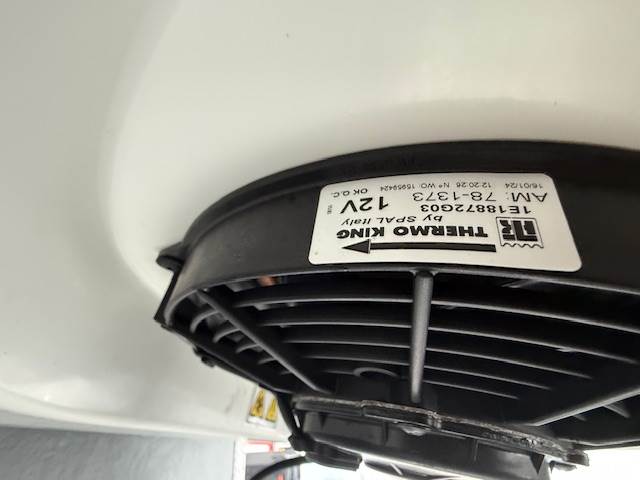 THERMO KING
by SPAL Italy
1E18872G03
12V
AM: 78-1373
16/01/24 12:20:26 N° WO: 15959424 OK Q.C.